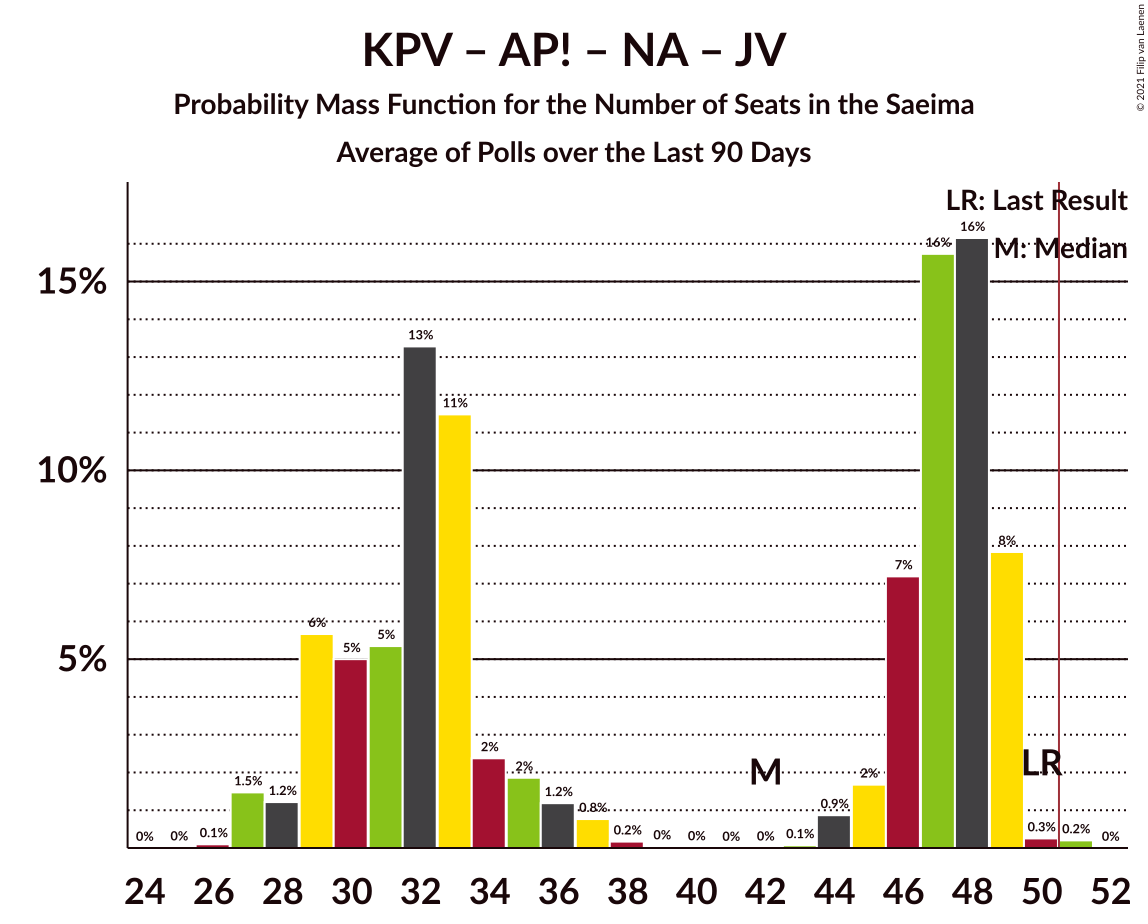 KPV – AP! – NA – JV
Probability Mass Function for the Number of Seats in the Saeima
Average of Polls over the Last 90 Days
© 2021 Filip van Laenen
LR: Last Result
M: Median
15%
10%
5%
0% 0% 0.1% 1.5% 1.2% 6% 5% 5% 13% 11% 2% 2% 1.2% 0.8% 0.2% 0% 0% 0% 0% 0.1% 0.9% 2% 7% 16% 16% 8% 0.3% 0.2% 0%
M
LR
24 26 28 30 32 34 36 38 40 42 44 46 48 50 52